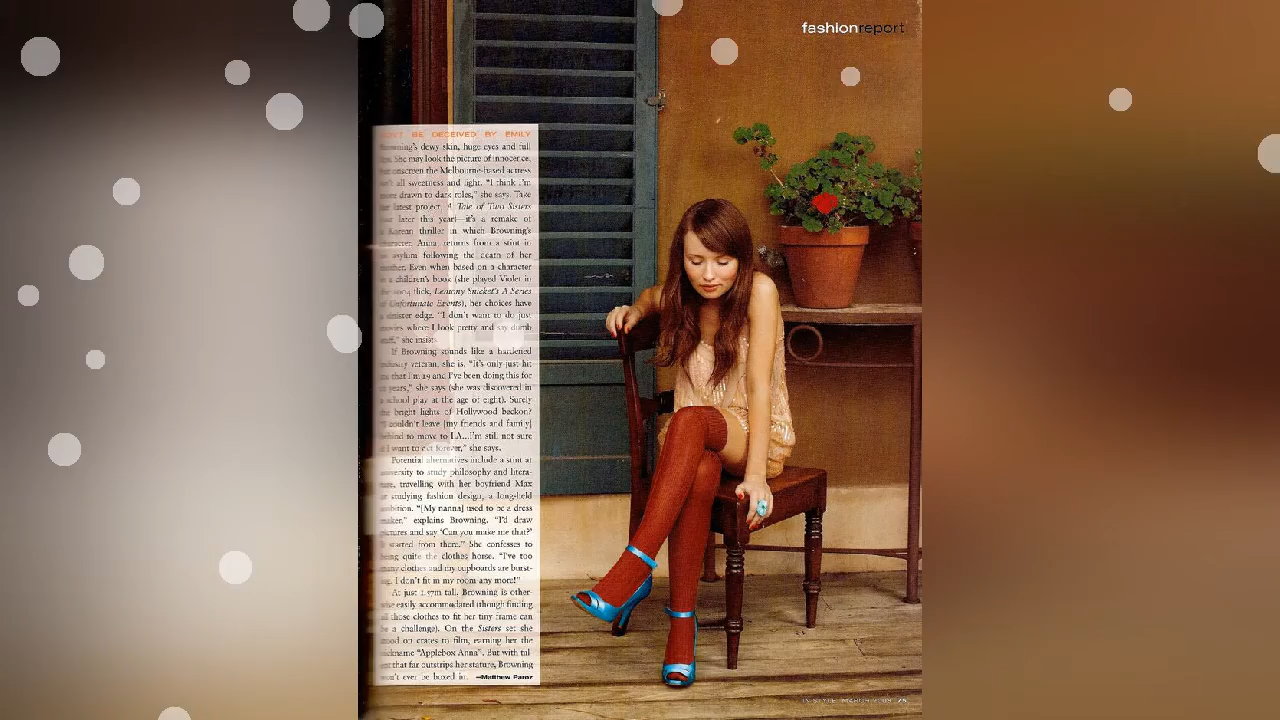 fashionreport
BE DECEIVED BY EMILY
Browning's dewy skin, huge eyes and full
lips. She may look the picture of innocence,
but onscreen the Melbourne-based actress
isn't all sweetness and light. "I think I'm
more drawn to dark roles," she says. Take
her latest project, A Tale of Two Sisters
later this year)—it's a remake of
a Korean thriller in which Browning's
character, Anna, returns from a stint in
an asylum following the death of her
mother. Even when based on a character
in a children's book (she played Violet in
the 2004 flick, Lemony Snicket's A Series
of Unfortunate Events), her choices have
a sinister edge. "I don't want to do just
movies where I look pretty and say dumb
stuff," she insists.
If Browning sounds like a hardened
industry veteran, she is. "It's only just hit
me that I'm 19 and I've been doing this for
years," she says (she was discovered in
a school play at the age of eight). Surely
the bright lights of Hollywood beckon?
"I couldn't leave [my friends and family]
behind to move to LA...I'm still not sure
I want to act forever," she says.
Potential alternatives include a stint at
university to study philosophy and litera-
ture, travelling with her boyfriend Max
or studying fashion design, a long-held
ambition. "[My nanna] used to be a dress
maker," explains Browning. "I'd draw
pictures and say 'Can you make me that?'
It started from there." She confesses to
being quite the clothes horse. "I've too
many clothes and my cupboards are burst-
ing. I don't fit in my room any more!"
At just 1.57m tall, Browning is other-
wise easily accommodated (though finding
all those clothes to fit her tiny frame can
be a challenge). On the Sisters set she
stood on crates to film, earning her the
nickname "Applebox Anna". But with tal-
ent that far outstrips her stature, Browning
won't ever be boxed in. —Matthew Pansz
IN STYLE MARCH 2008 75